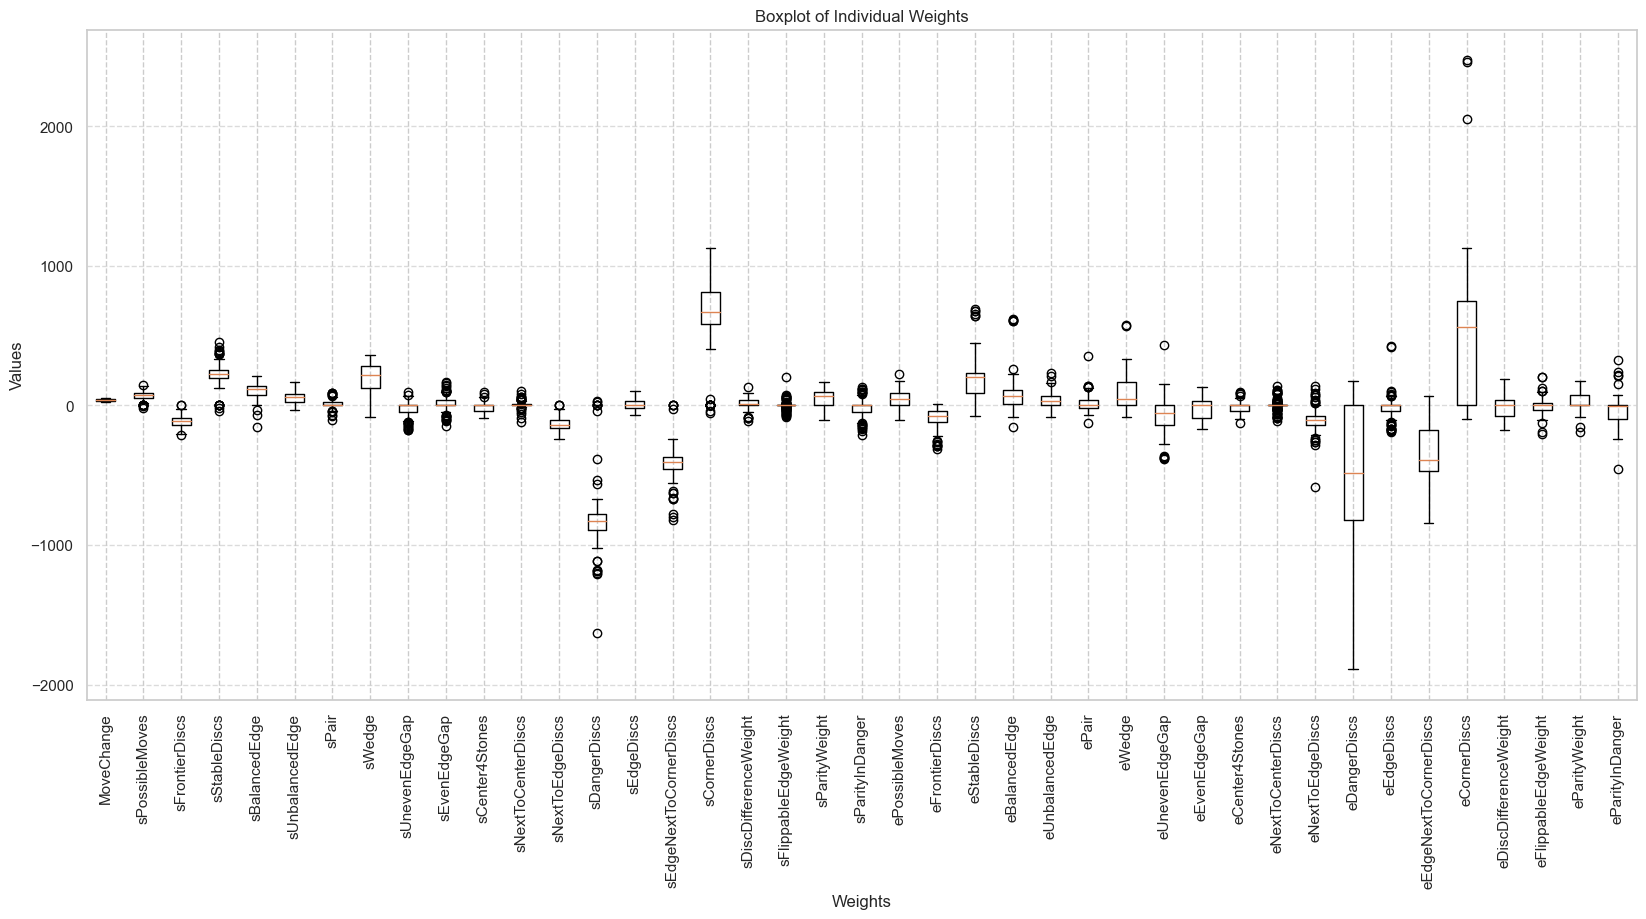 Boxplot of Individual Weights
Values
2000
1000
0
−1000
−2000
MoveChange
sPossibleMoves
sFrontierDiscs
sStableDiscs
sBalancedEdge
sUnbalancedEdge
sPair
sWedge
sUnevenEdgeGap
sEvenEdgeGap
sCenter4Stones
sNextToCenterDiscs
sNextToEdgeDiscs
sDangerDiscs
sEdgeDiscs
sEdgeNextToCornerDiscs
sCornerDiscs
sDiscDifferenceWeight
sFlippableEdgeWeight
sParityWeight
sParityInDanger
ePossibleMoves
eFrontierDiscs
eStableDiscs
eBalancedEdge
eUnbalancedEdge
ePair
eWedge
eUnevenEdgeGap
eEvenEdgeGap
eCenter4Stones
eNextToCenterDiscs
eNextToEdgeDiscs
eDangerDiscs
eEdgeDiscs
eEdgeNextToCornerDiscs
eCornerDiscs
eDiscDifferenceWeight
eFlippableEdgeWeight
eParityWeight
eParityInDanger
Weights